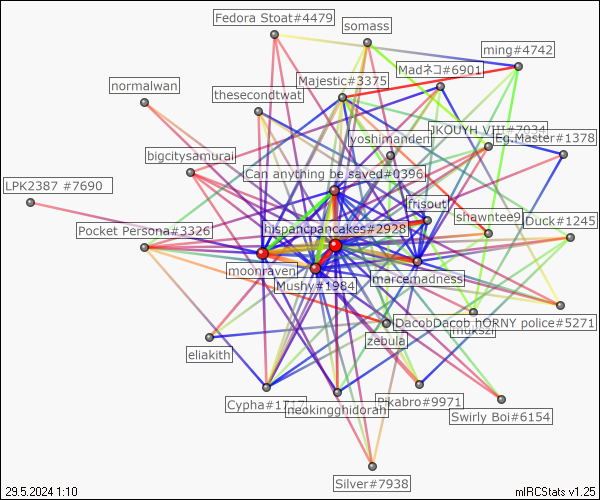 Fedora Stoat#4479
somass
ming#4742
Madネコ#6901
Majestic#3375
normalwan
thesecondtwat
JKOUYH VIII#7034
Eg.Master#1378
yoshimanden
bigcitysamurai
Can anything be saved#0396
LPK2387 #7690
frisout
shawntee9
Duck#1245
Pocket Persona#3326
hispancpancakes#2928
moonraven
marcemadness
Mushy#1984
DacobDacob hORNY police#5271
zebula
eliakith
Cypha#1717
Pikabro#9971
neokingghidorah
Swirly Boi#6154
Silver#7938
29.5.2024 1:10
mIRCStats v1.25